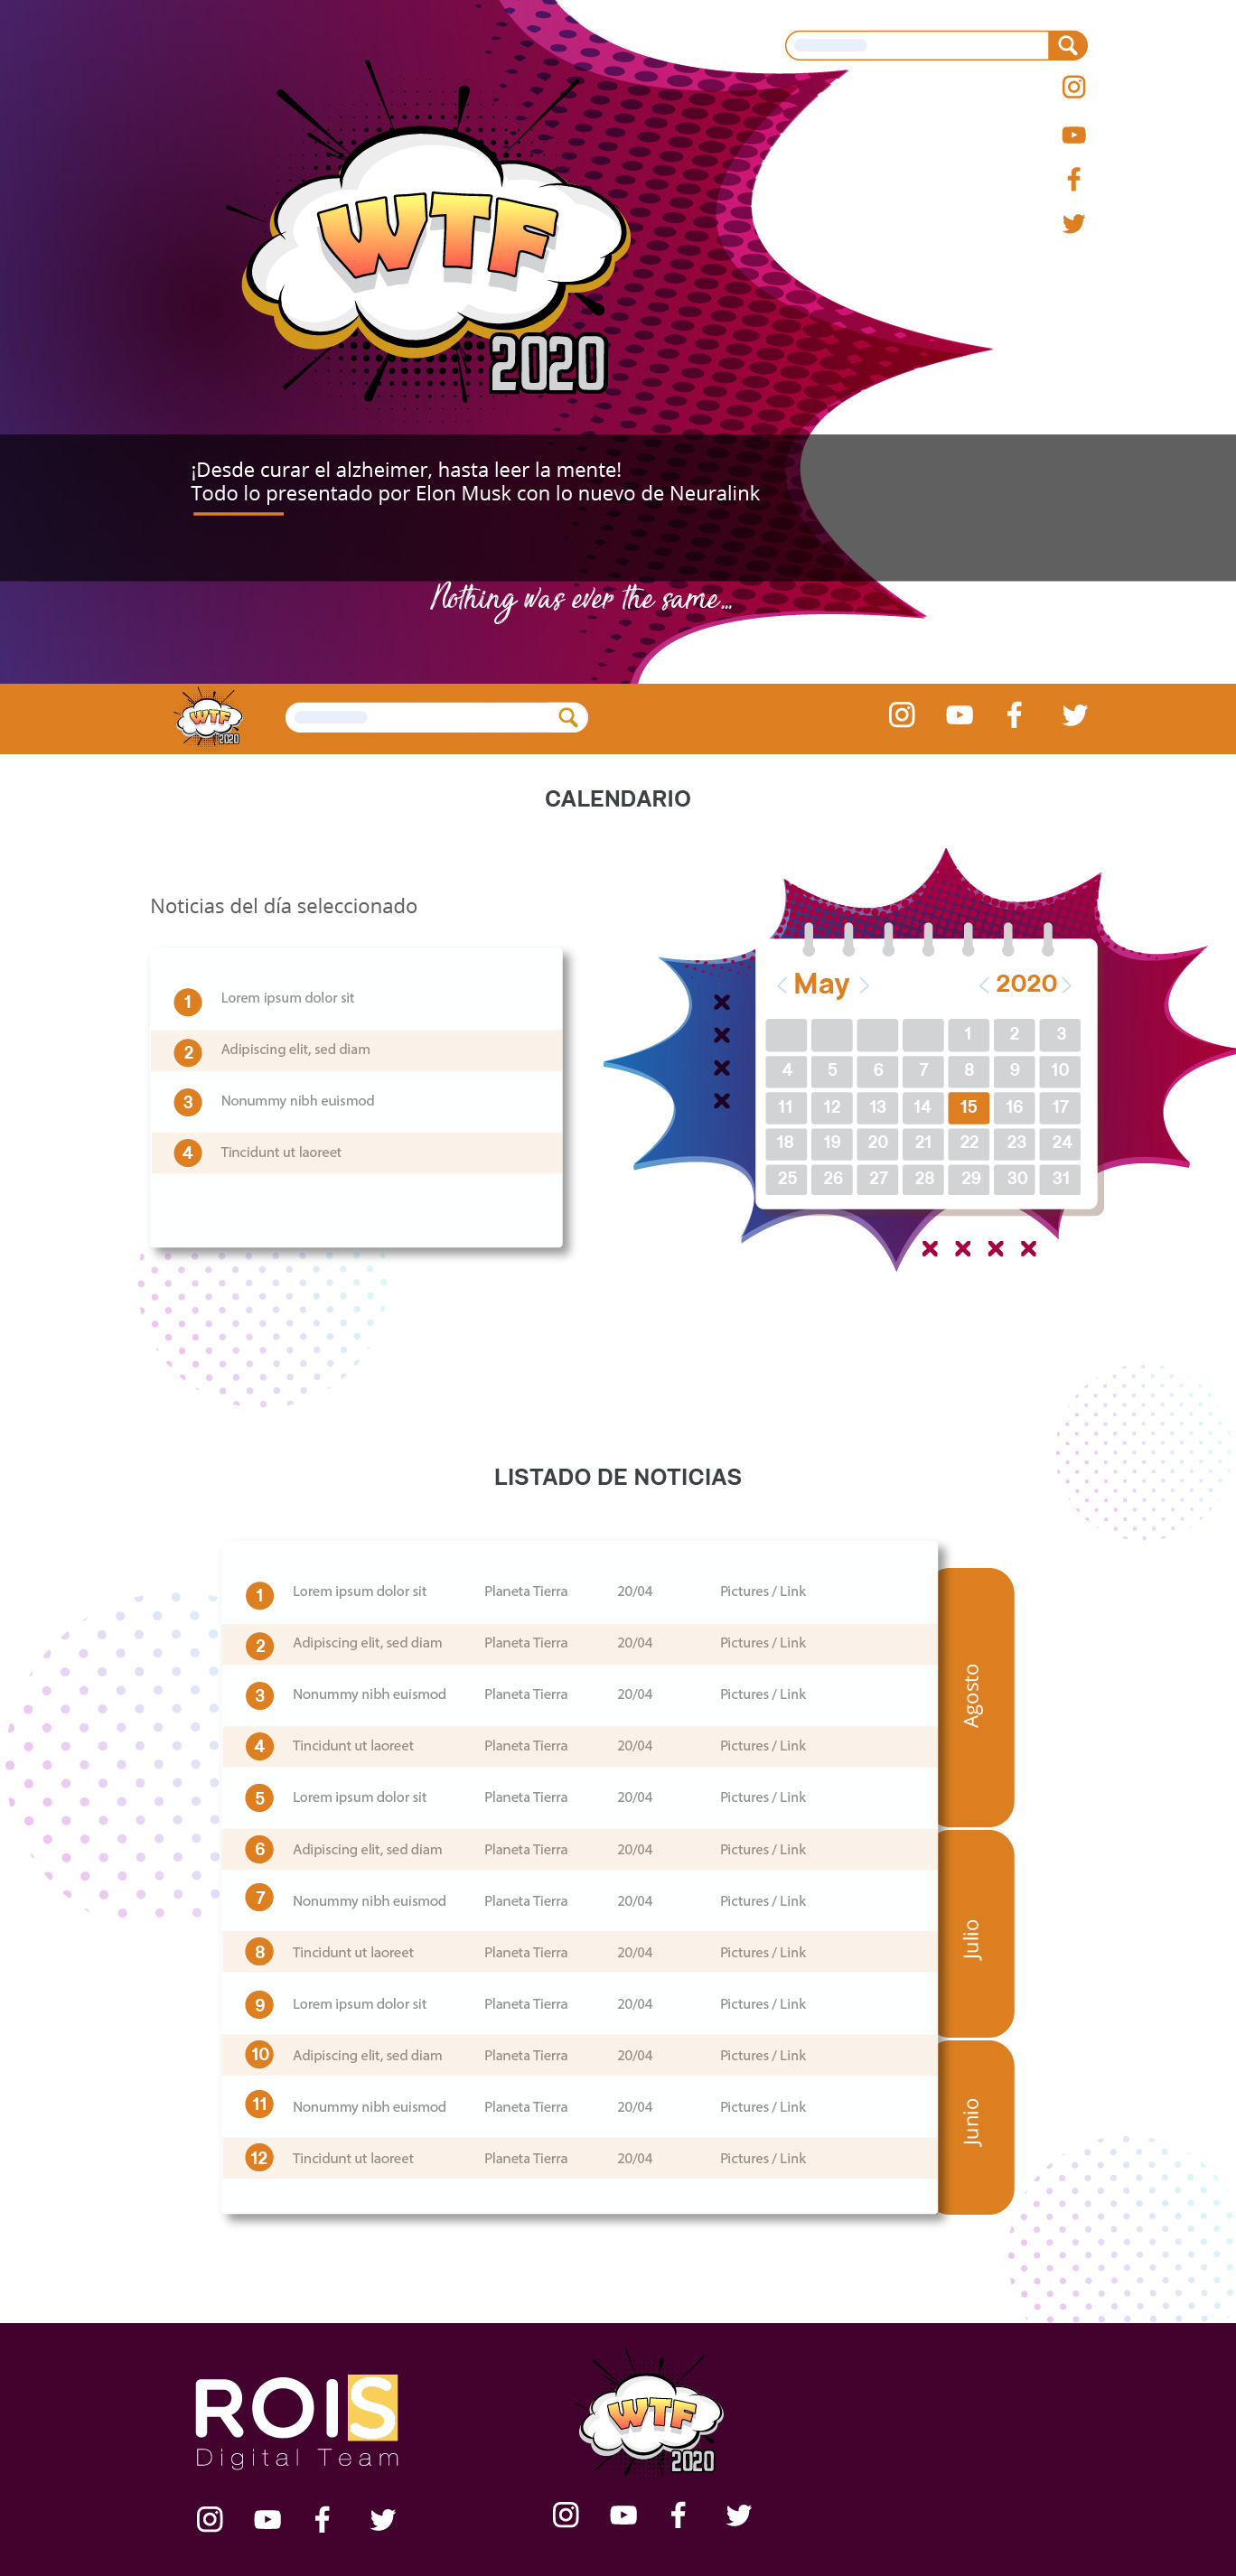 WTF
2020
¡Desde curar el alzheimer, hasta leer la mente!
Todo lo presentado por Elon Musk con lo nuevo de Neuralink
Nothing was ever the same...
WTF
2020
CALENDARIO
Noticias del día seleccionado
1 Lorem ipsum dolor sit
2 Adipiscing elit, sed diam
3 Nonummy nibh euismod
4 Tincidunt ut laoreet
May 2020
1 2 3
4 5 6 7 8 9 10
11 12 13 14 15 16 17
18 19 20 21 22 23 24
25 26 27 28 29 30 31
LISTADO DE NOTICIAS
1 Lorem ipsum dolor sit Planeta Tierra 20/04 Pictures / Link
2 Adipiscing elit, sed diam Planeta Tierra 20/04 Pictures / Link
3 Nonummy nibh euismod Planeta Tierra 20/04 Pictures / Link
4 Tincidunt ut laoreet Planeta Tierra 20/04 Pictures / Link
5 Lorem ipsum dolor sit Planeta Tierra 20/04 Pictures / Link
6 Adipiscing elit, sed diam Planeta Tierra 20/04 Pictures / Link
7 Nonummy nibh euismod Planeta Tierra 20/04 Pictures / Link
8 Tincidunt ut laoreet Planeta Tierra 20/04 Pictures / Link
9 Lorem ipsum dolor sit Planeta Tierra 20/04 Pictures / Link
10 Adipiscing elit, sed diam Planeta Tierra 20/04 Pictures / Link
11 Nonummy nibh euismod Planeta Tierra 20/04 Pictures / Link
12 Tincidunt ut laoreet Planeta Tierra 20/04 Pictures / Link
Agosto
Julio
Junio
ROIS
Digital Team
WTF
2020